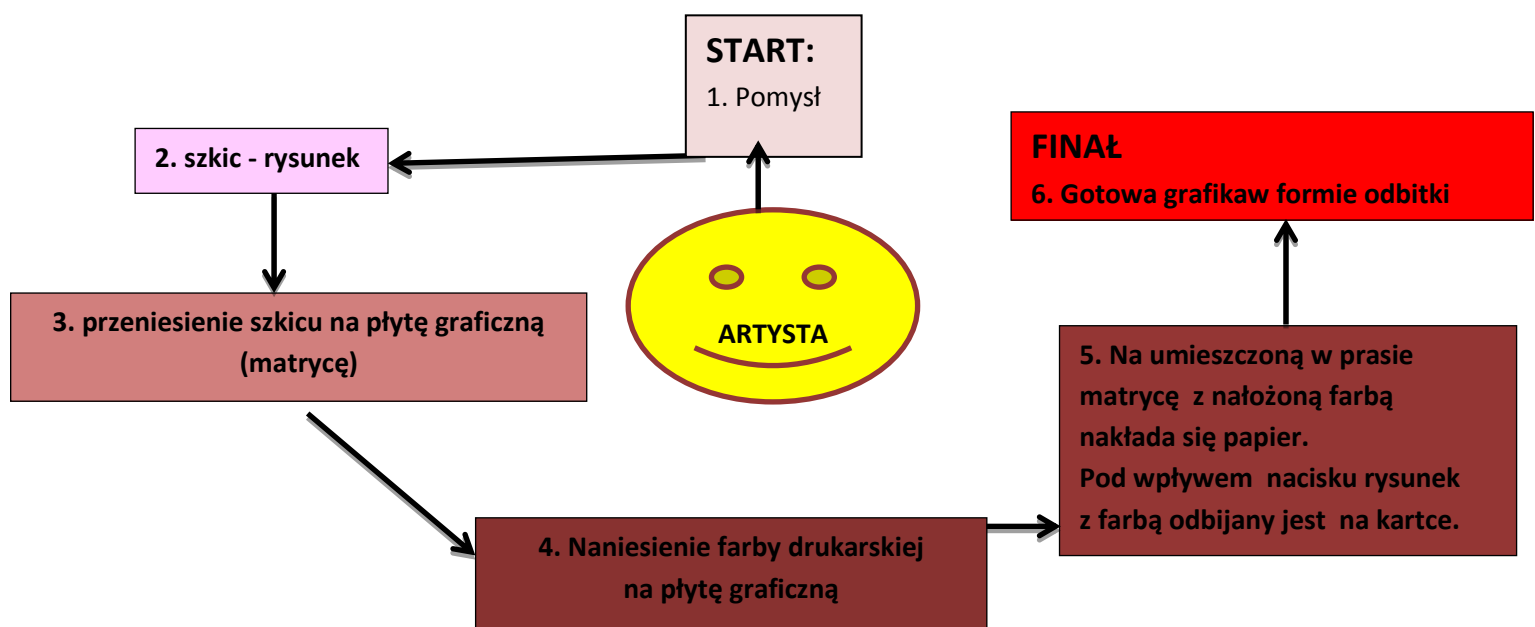 START:
1. Pomysł
2. szkic - rysunek
3. przeniesienie szkicu na płytę graficzną
(matrycę)
ARTYSTA
4. Naniesienie farby drukarskiej
na płytę graficzną
5. Na umieszczoną w prasie
matrycę z nałożoną farbą
nakłada się papier.
Pod wpływem nacisku rysunek
z farbą odbijany jest na kartce.
FINAŁ
6. Gotowa grafikaw formie odbitki